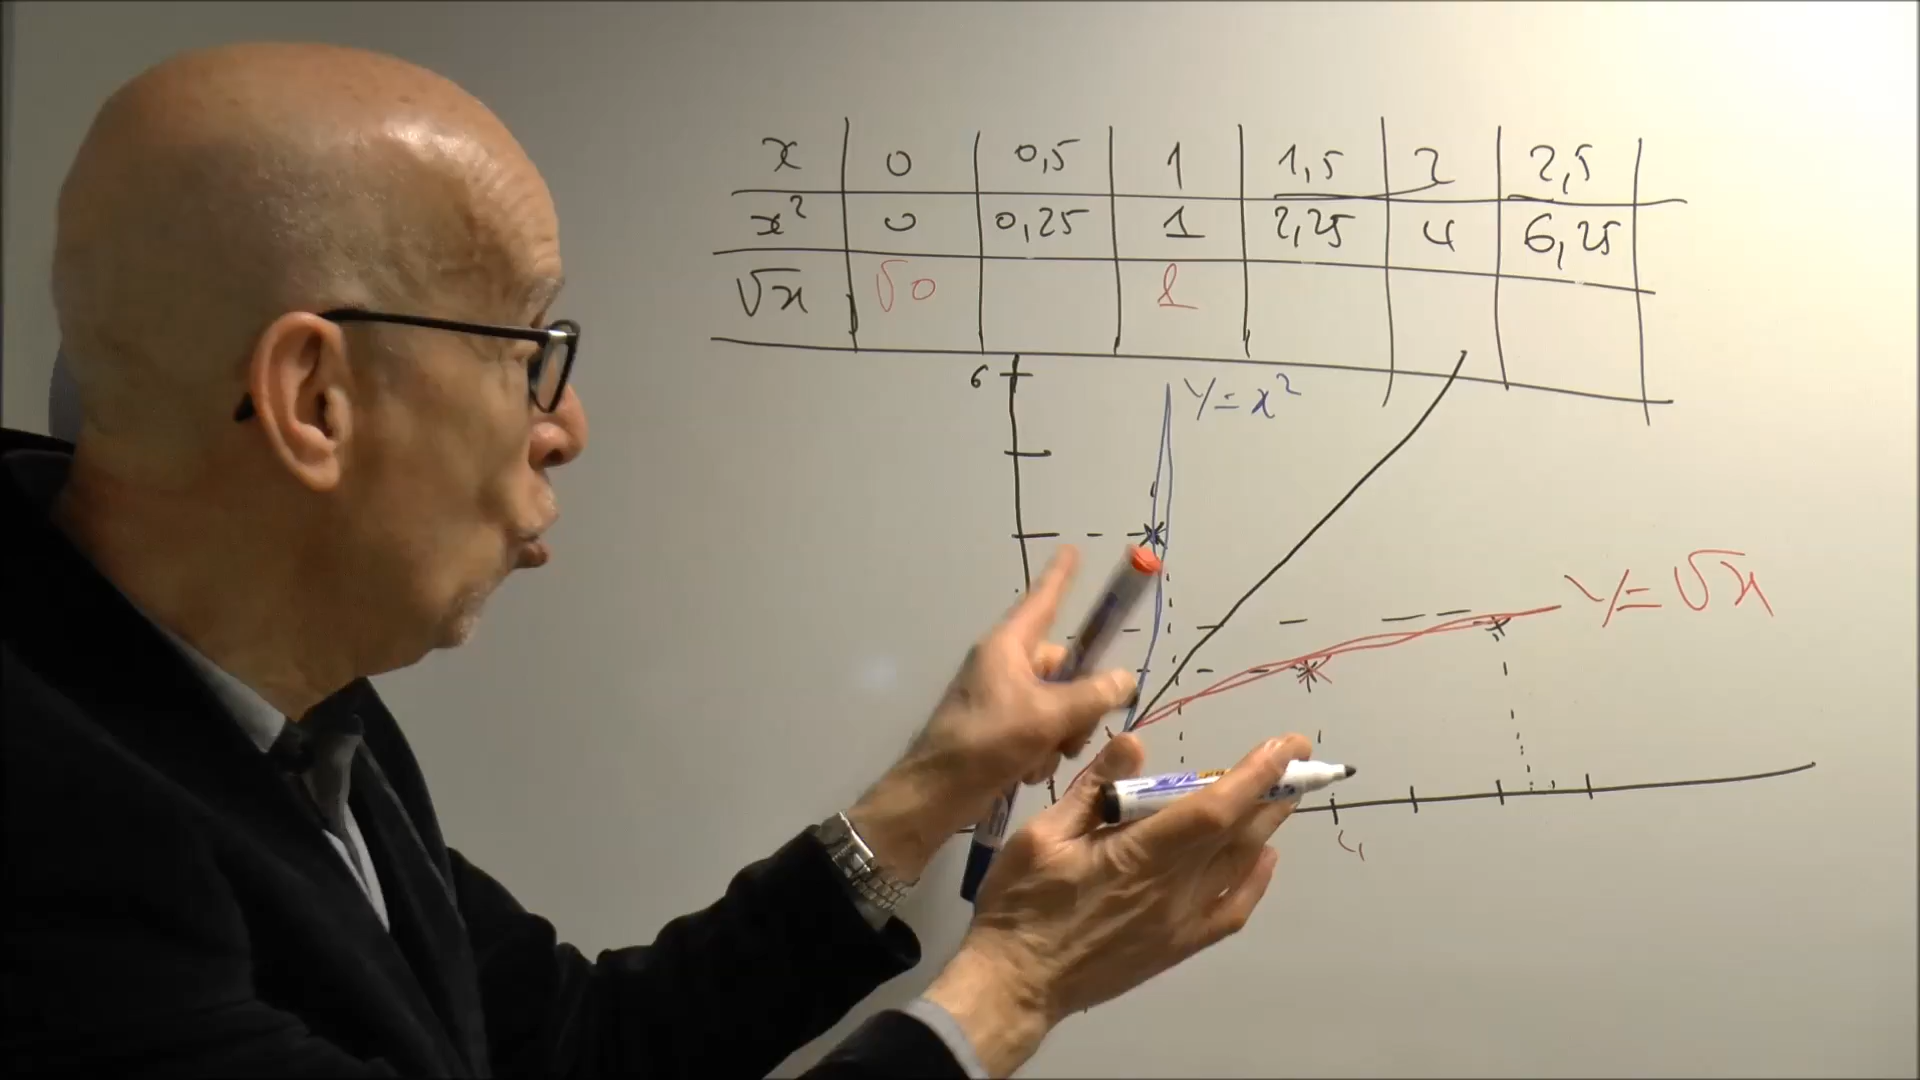 x 0 0,5 1 1,5 2 2,5
x² 0 0,25 1 2,25 4 6,25
√x √0 1
6
y=x²
y=√x
4